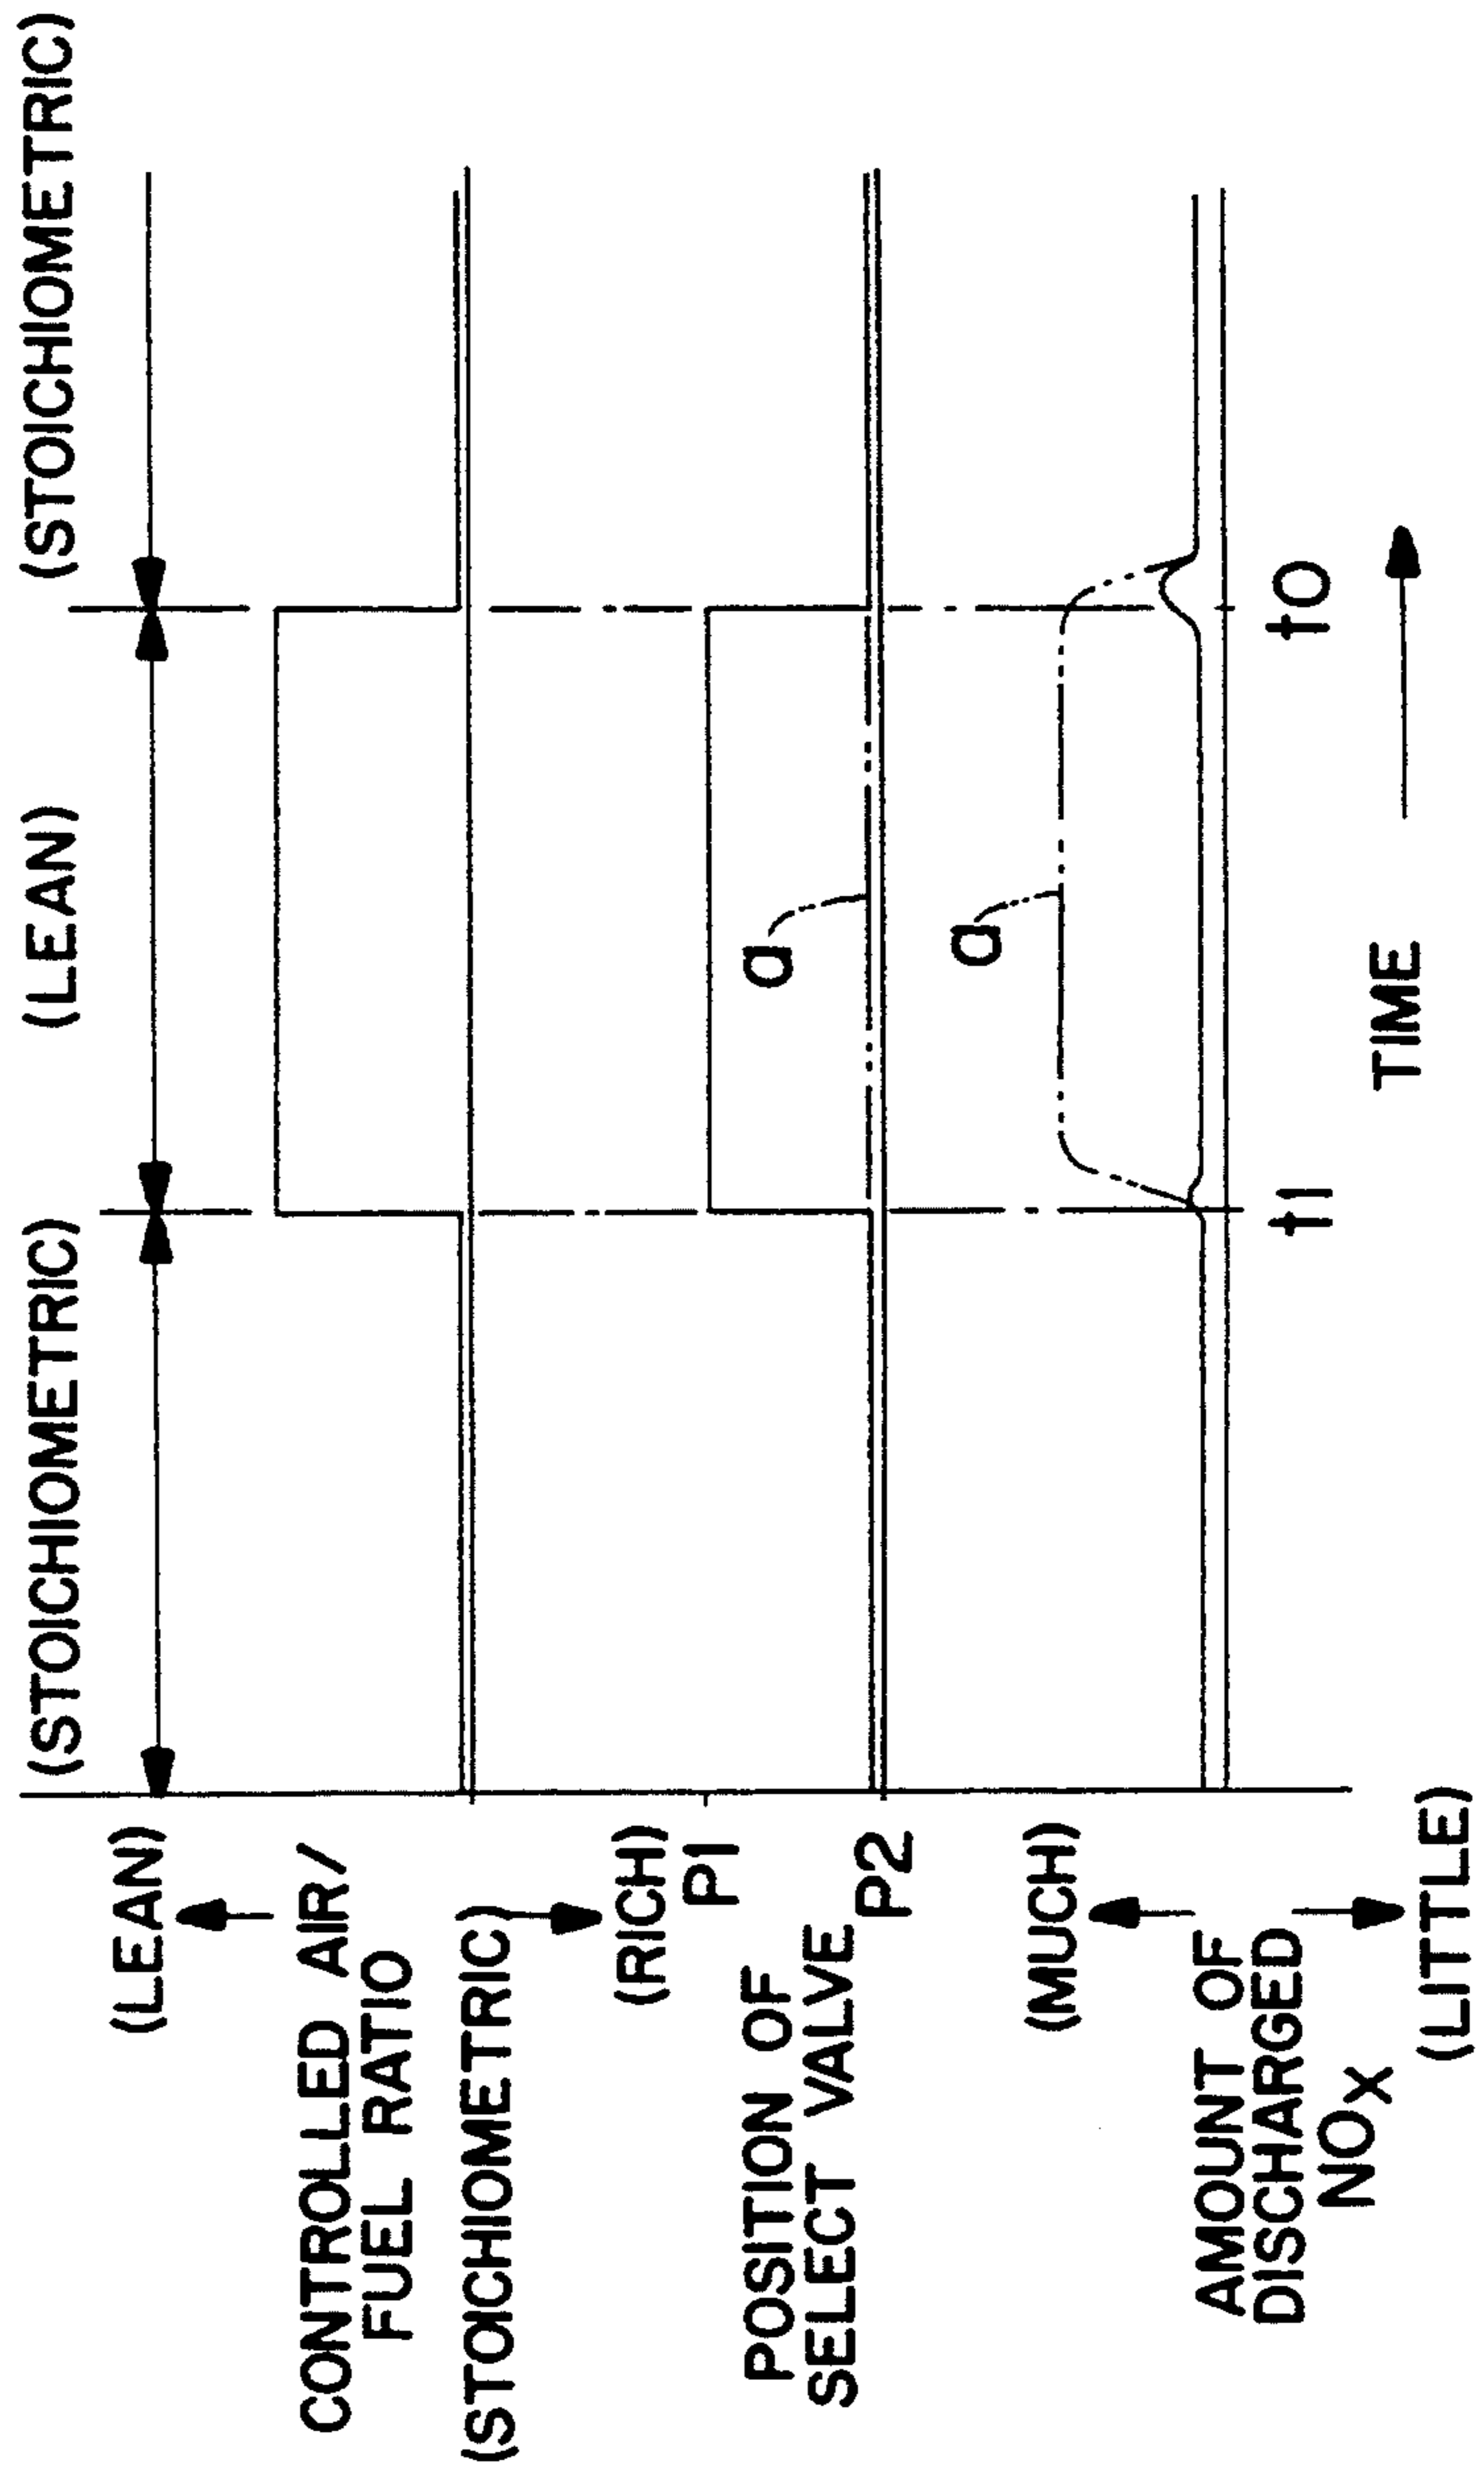 (STOICHIOMETRIC)
(LEAN)
(STOICHIOMETRIC)
(LEAN)
CONTROLLED AIR/
FUEL RATIO
(STOICHIOMETRIC)
(RICH)
P1
POSITION OF
SELECT VALVE
P2
a
(MUCH)
a
AMOUNT OF
DISCHARGED
NOX
(LITTLE)
t1
t0
TIME